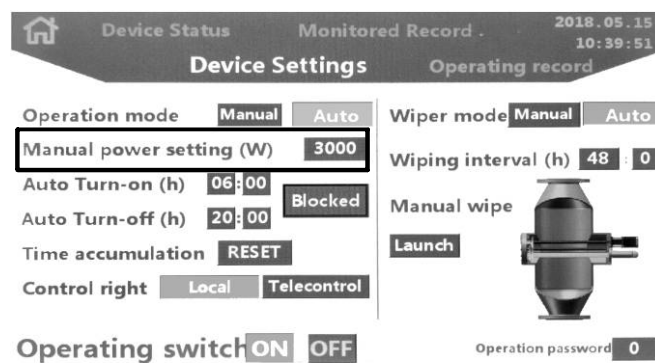 Device Status Monitored Record . 2018.05.15
10:39:51
Device Settings Operating record
Operation mode Manual Auto
Manual power setting (W) 3000
Auto Turn-on (h) 06:00
Blocked
Auto Turn-off (h) 20:00
Time accumulation RESET
Control right Local Telecontrol
Operating switch ON OFF
Wiper mode Manual Auto
Wiping interval (h) 48 : 0
Manual wipe
Launch
Operation password 0